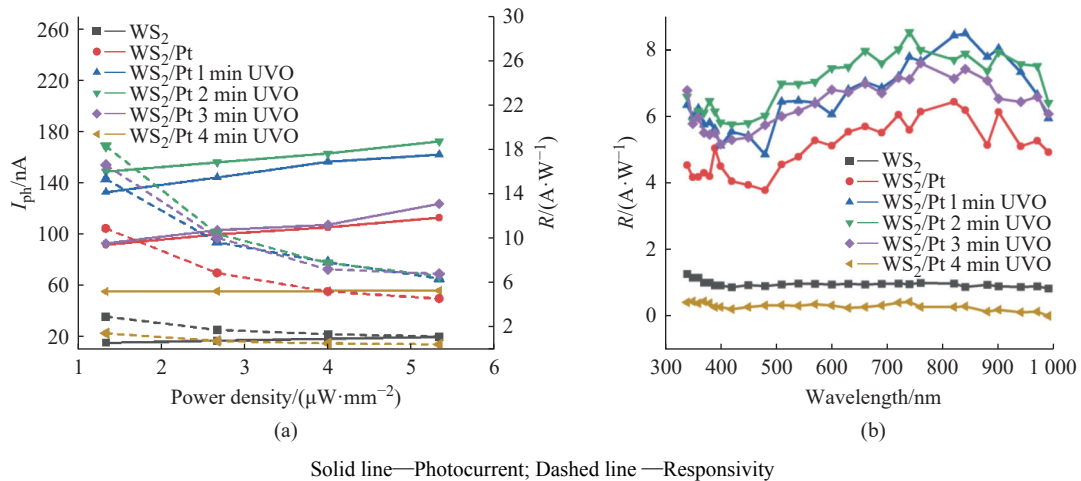 260
220
180
140
100
60
20
I_ph/nA
WS₂
WS₂/Pt
WS₂/Pt 1 min UVO
WS₂/Pt 2 min UVO
WS₂/Pt 3 min UVO
WS₂/Pt 4 min UVO
30
26
22
18
14
10
6
2
R/(A·W⁻¹)
1 2 3 4 5 6
Power density/(μW·mm⁻²)
(a)
8
6
4
2
0
R/(A·W⁻¹)
WS₂
WS₂/Pt
WS₂/Pt 1 min UVO
WS₂/Pt 2 min UVO
WS₂/Pt 3 min UVO
WS₂/Pt 4 min UVO
300 400 500 600 700 800 900 1 000
Wavelength/nm
(b)
Solid line—Photocurrent; Dashed line —Responsivity